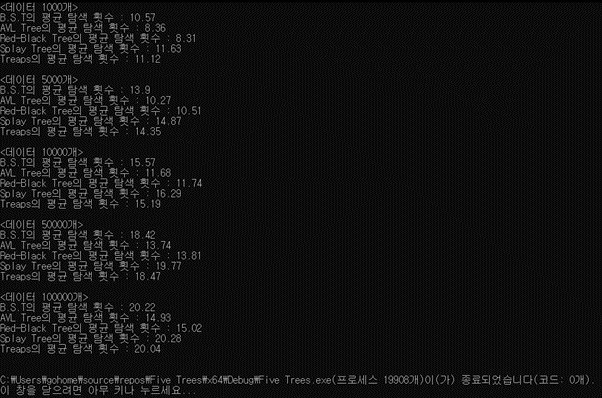 <데이터 1000개>
B.S.T의 평균 탐색 횟수 : 10.57
AVL Tree의 평균 탐색 횟수 : 8.36
Red-Black Tree의 평균 탐색 횟수 : 8.31
Splay Tree의 평균 탐색 횟수 : 11.63
Treaps의 평균 탐색 횟수 : 11.12
<데이터 5000개>
B.S.T의 평균 탐색 횟수 : 13.9
AVL Tree의 평균 탐색 횟수 : 10.27
Red-Black Tree의 평균 탐색 횟수 : 10.51
Splay Tree의 평균 탐색 횟수 : 14.87
Treaps의 평균 탐색 횟수 : 14.35
<데이터 10000개>
B.S.T의 평균 탐색 횟수 : 15.57
AVL Tree의 평균 탐색 횟수 : 11.68
Red-Black Tree의 평균 탐색 횟수 : 11.74
Splay Tree의 평균 탐색 횟수 : 16.29
Treaps의 평균 탐색 횟수 : 15.19
<데이터 50000개>
B.S.T의 평균 탐색 횟수 : 18.42
AVL Tree의 평균 탐색 횟수 : 13.74
Red-Black Tree의 평균 탐색 횟수 : 13.81
Splay Tree의 평균 탐색 횟수 : 19.77
Treaps의 평균 탐색 횟수 : 18.47
<데이터 100000개>
B.S.T의 평균 탐색 횟수 : 20.22
AVL Tree의 평균 탐색 횟수 : 14.93
Red-Black Tree의 평균 탐색 횟수 : 15.02
Splay Tree의 평균 탐색 횟수 : 20.28
Treaps의 평균 탐색 횟수 : 20.04
C:₩Users₩gohome₩source₩repos₩Five Trees₩x64₩Debug₩Five Trees.exe(프로세스 19908개)이(가) 종료되었습니다(코드: 0개).
이 창을 닫으려면 아무 키나 누르세요...